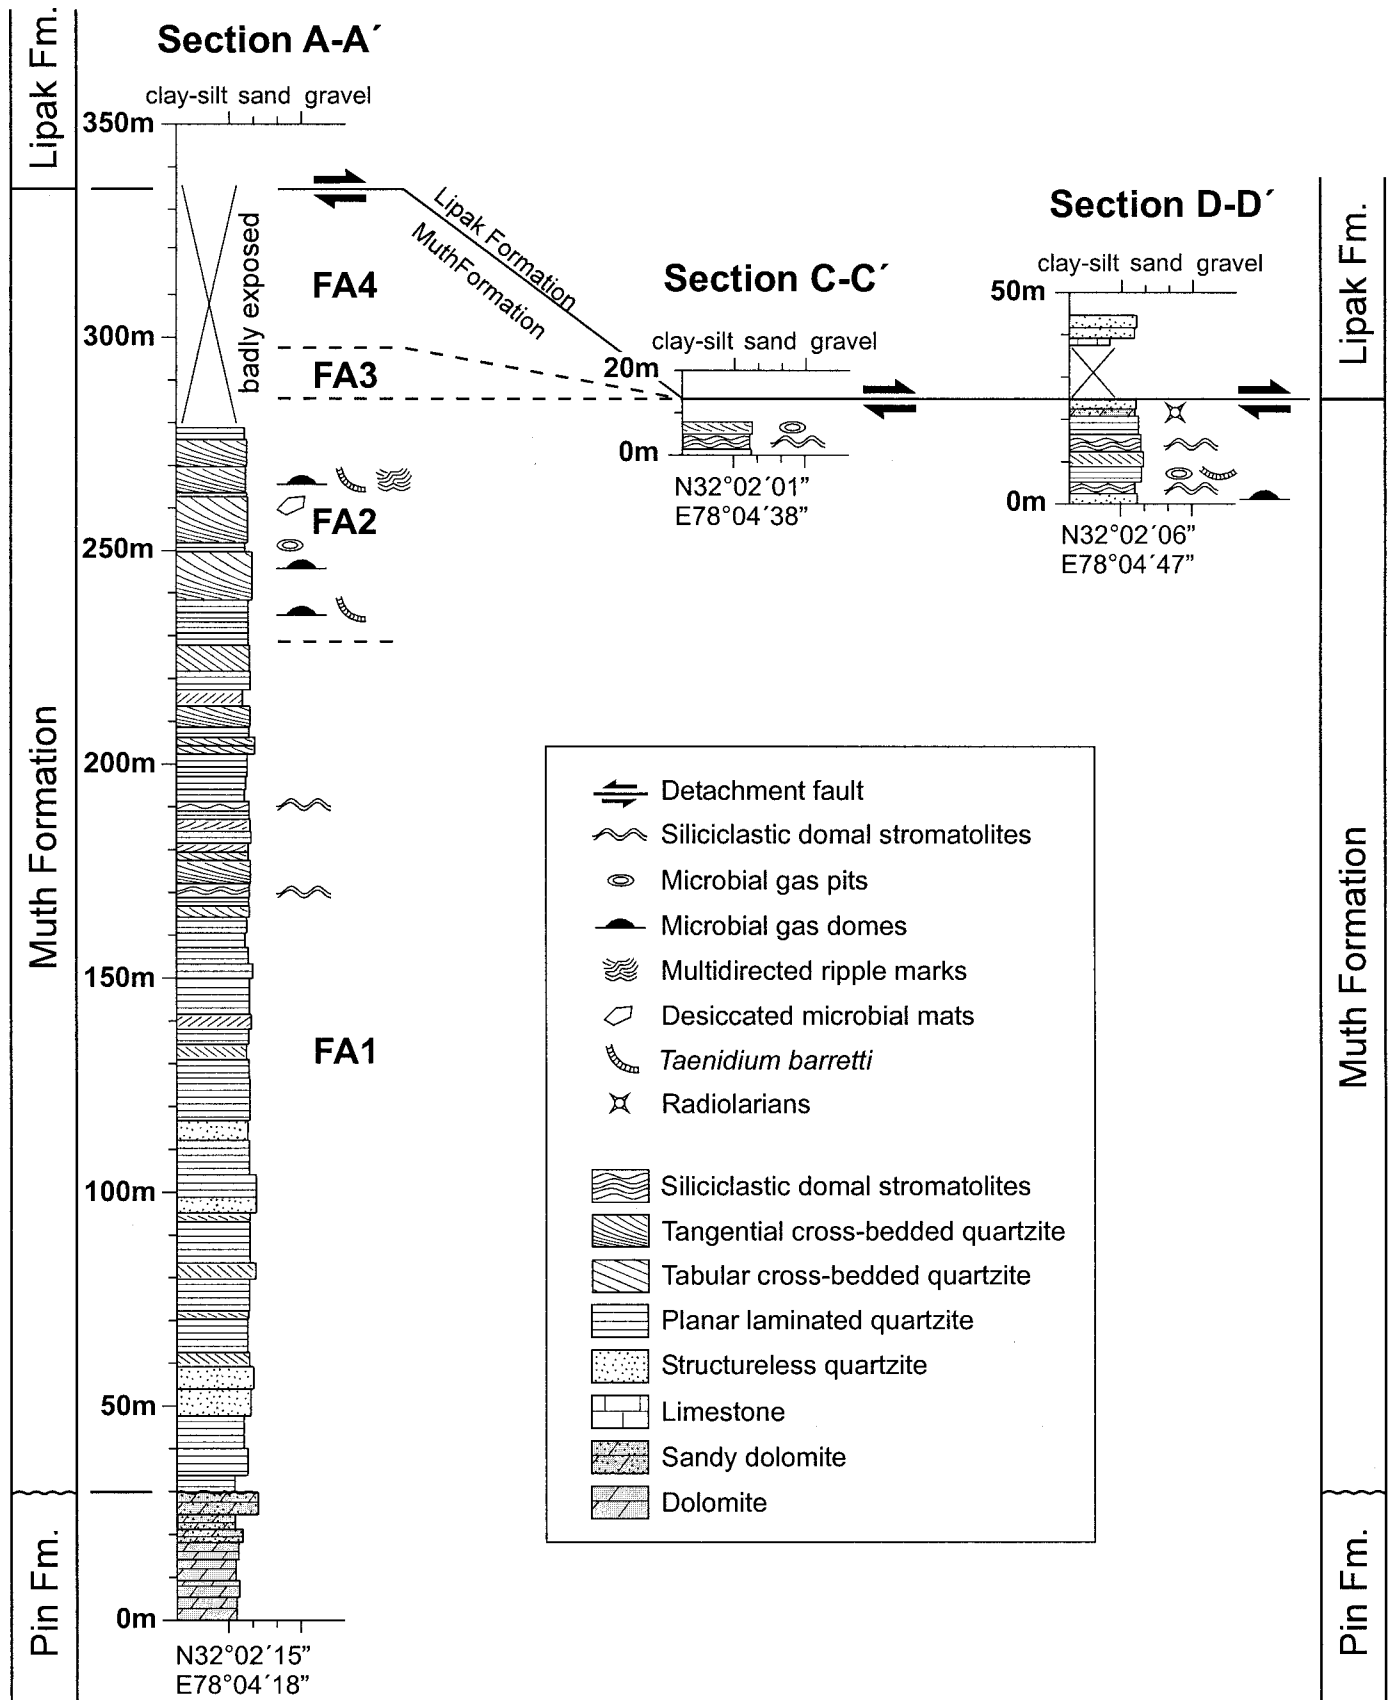 Lipak Fm.
Muth Formation
Pin Fm.
Section A-A´
clay-silt sand gravel
350m
300m
250m
200m
150m
100m
50m
0m
badly exposed
FA4
FA3
FA2
FA1
N32°02´15”
E78°04´18”
Lipak Formation
MuthFormation
Section C-C´
clay-silt sand gravel
20m
0m
N32°02´01”
E78°04´38”
Section D-D´
clay-silt sand gravel
50m
0m
N32°02´06”
E78°04´47”
Detachment fault
Siliciclastic domal stromatolites
Microbial gas pits
Microbial gas domes
Multidirected ripple marks
Desiccated microbial mats
Taenidium barretti
Radiolarians
Siliciclastic domal stromatolites
Tangential cross-bedded quartzite
Tabular cross-bedded quartzite
Planar laminated quartzite
Structureless quartzite
Limestone
Sandy dolomite
Dolomite
Lipak Fm.
Muth Formation
Pin Fm.